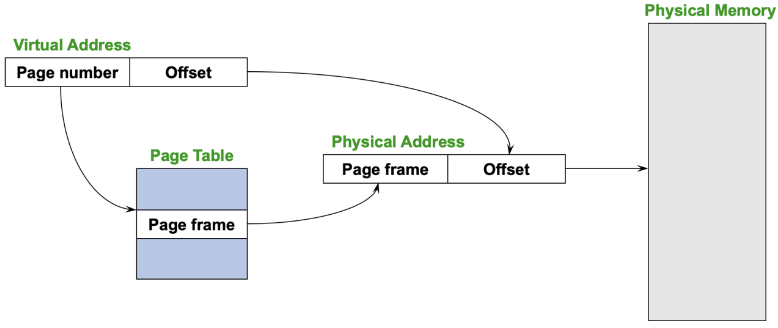 Physical Memory
Virtual Address
Page number
Offset
Physical Address
Page frame
Offset
Page Table
Page frame